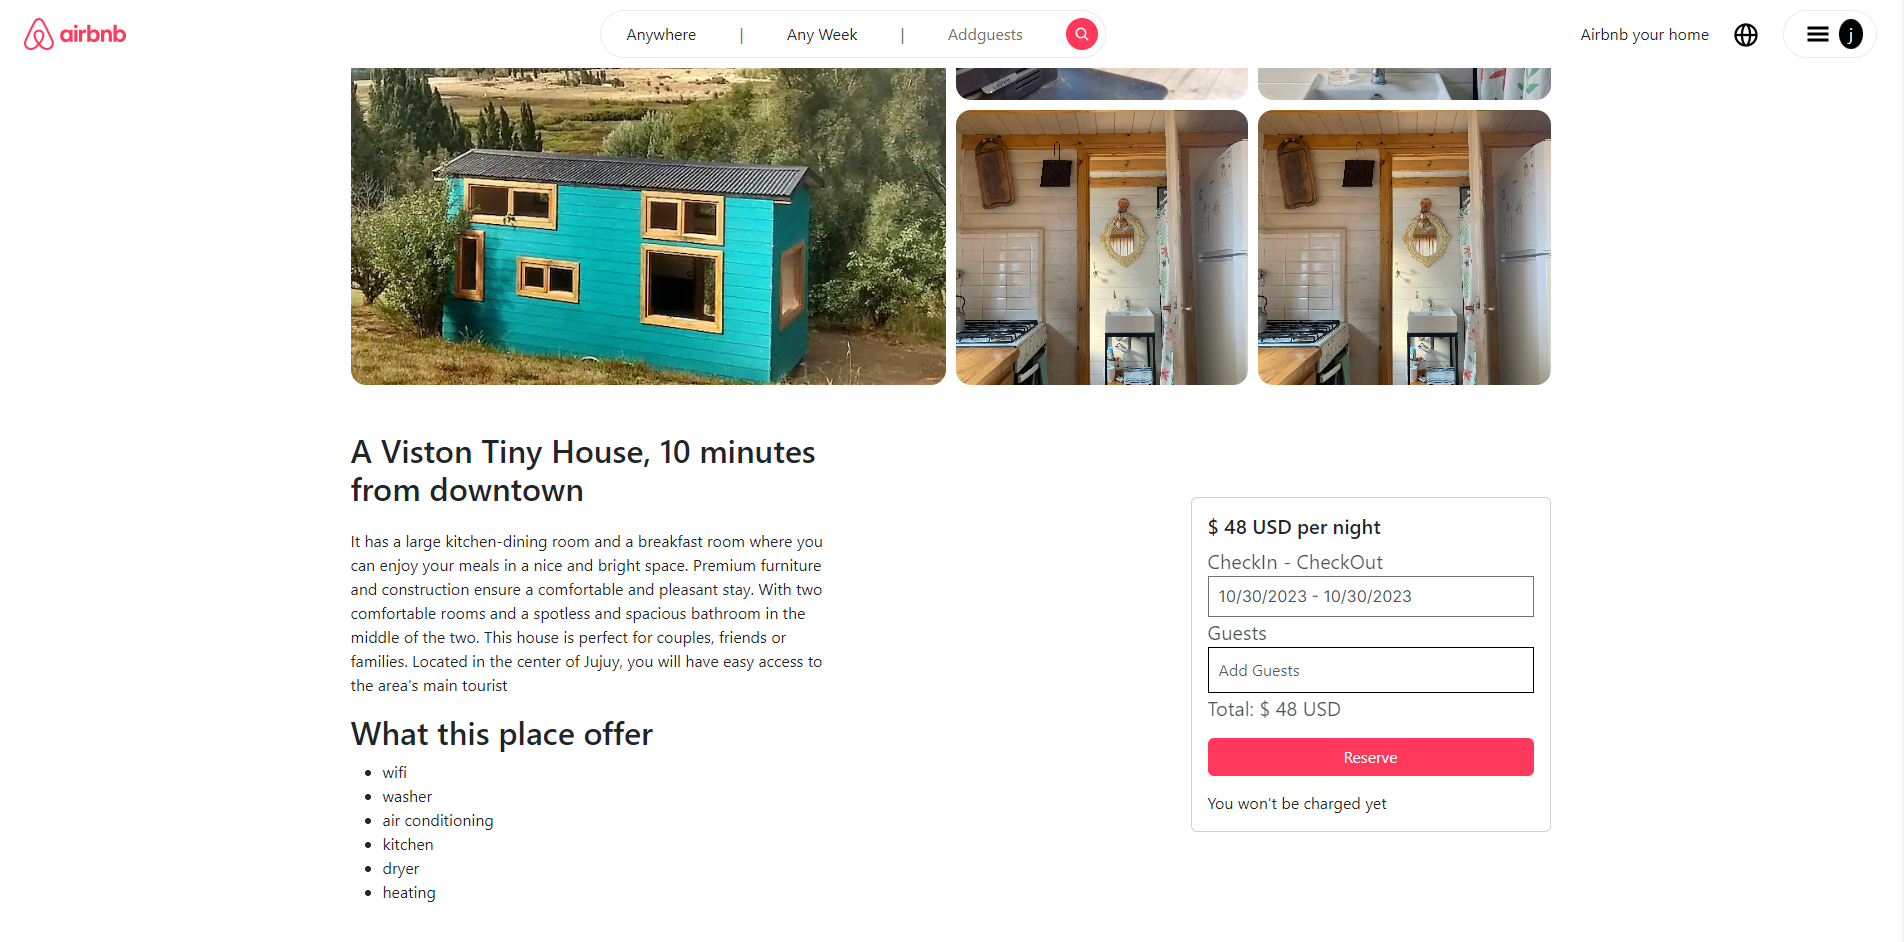 airbnb
Anywhere | Any Week | Addguests
Airbnb your home
j
A Viston Tiny House, 10 minutes
from downtown
It has a large kitchen-dining room and a breakfast room where you
can enjoy your meals in a nice and bright space. Premium furniture
and construction ensure a comfortable and pleasant stay. With two
comfortable rooms and a spotless and spacious bathroom in the
middle of the two. This house is perfect for couples, friends or
families. Located in the center of Jujuy, you will have easy access to
the area's main tourist
What this place offer
wifi
washer
air conditioning
kitchen
dryer
heating
$ 48 USD per night
CheckIn - CheckOut
10/30/2023 - 10/30/2023
Guests
Add Guests
Total: $ 48 USD
Reserve
You won't be charged yet